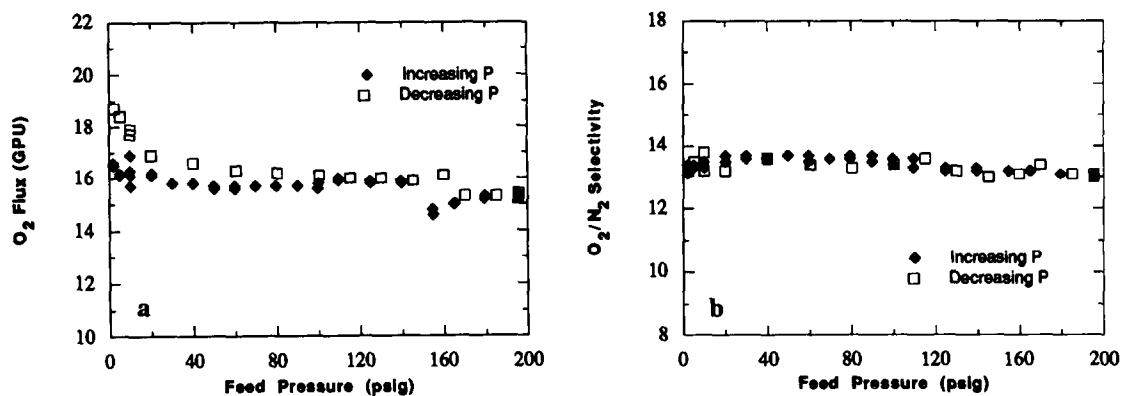 22
20
18
16
14
12
10
O2 Flux (GPU)
◆ Increasing P
□ Decreasing P
a
0 40 80 120 160 200
Feed Pressure (psig)
18
16
14
12
10
8
O2/N2 Selectivity
◆ Increasing P
□ Decreasing P
b
0 40 80 120 160 200
Feed Pressure (psig)